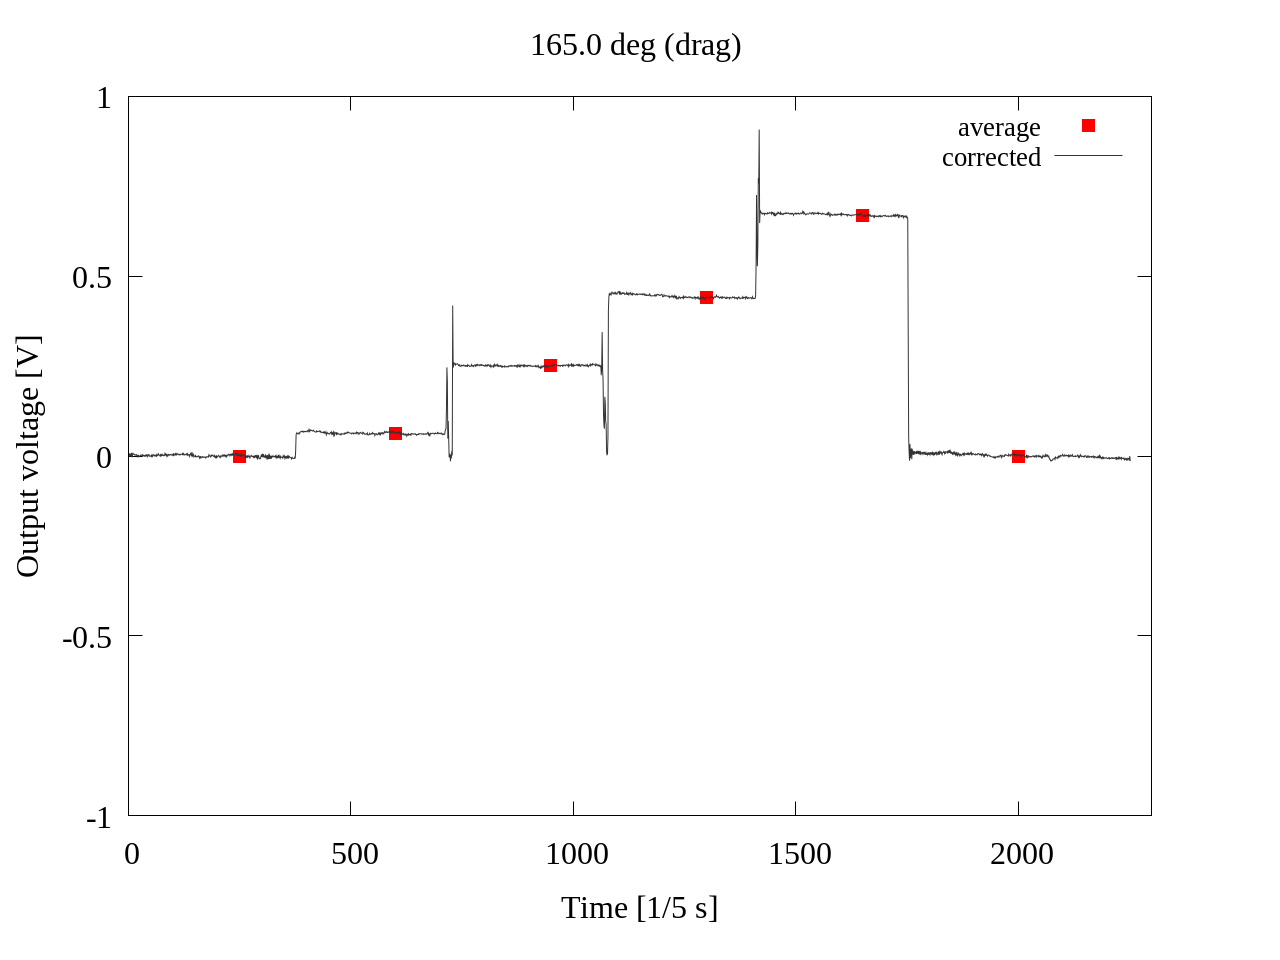 165.0 deg (drag)
1
0.5
0
-0.5
-1
Output voltage [V]
average
corrected
0 500 1000 1500 2000
Time [1/5 s]